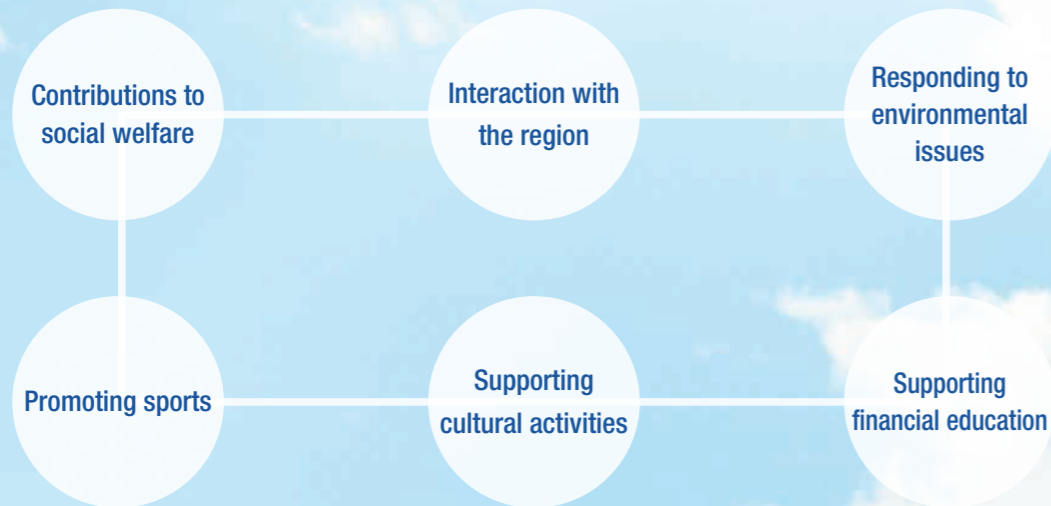 Contributions to
social welfare
Interaction with
the region
Responding to
environmental
issues
Promoting sports
Supporting
cultural activities
Supporting
financial education